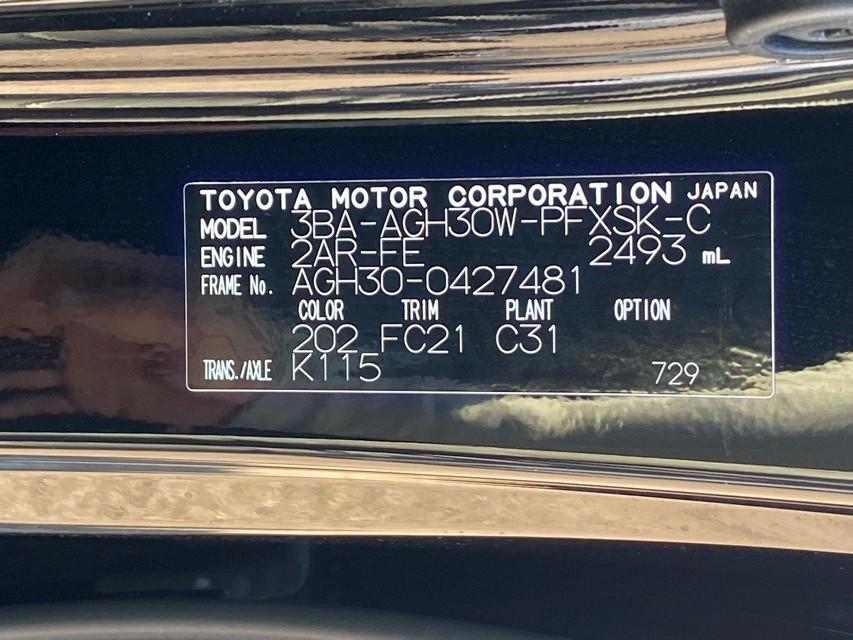 TOYOTA MOTOR CORPORATION JAPAN
MODEL 3BA-AGH30W-PFXSK-C
ENGINE 2AR-FE 2493 mL
FRAME No. AGH30-0427481
COLOR TRIM PLANT OPTION
202 FC21 C31
TRANS./AXLE K115 729